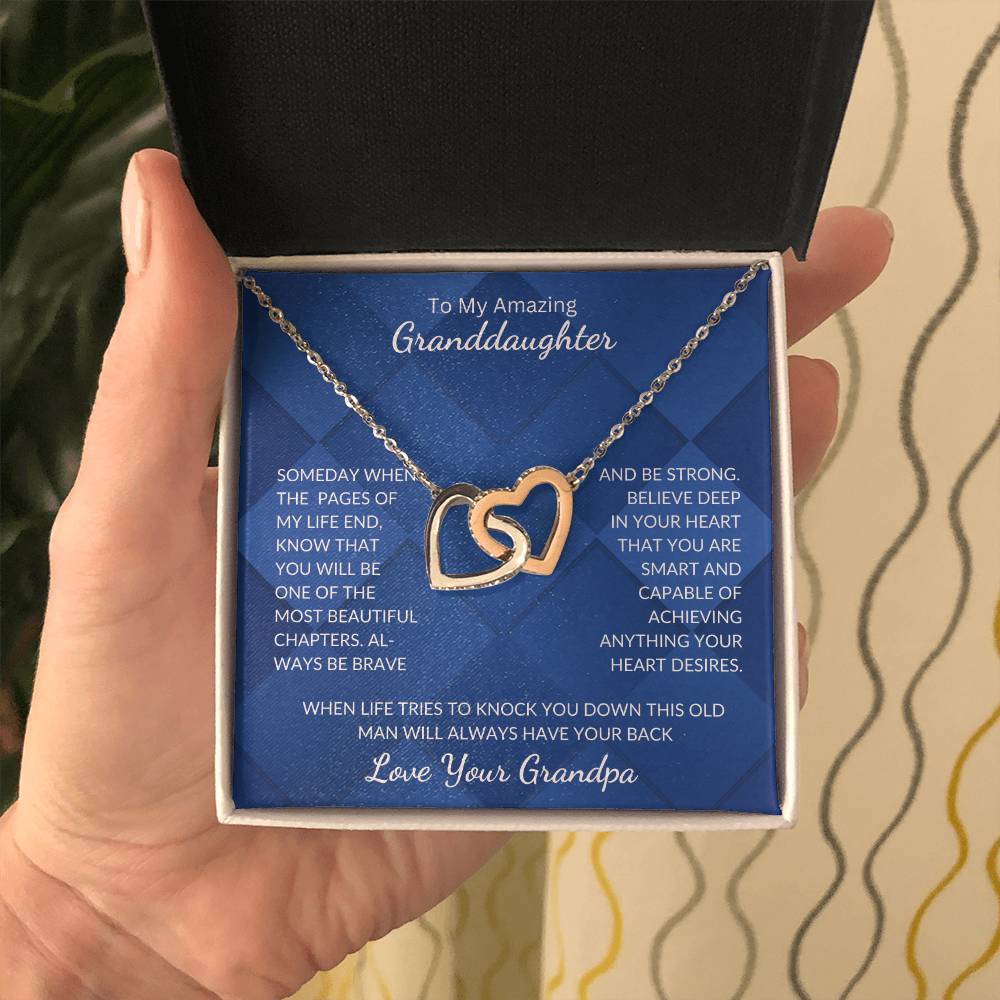 To My Amazing
Granddaughter
SOMEDAY WHEN
THE PAGES OF
MY LIFE END,
KNOW THAT
YOU WILL BE
ONE OF THE
MOST BEAUTIFUL
CHAPTERS. AL-
WAYS BE BRAVE
AND BE STRONG.
BELIEVE DEEP
IN YOUR HEART
THAT YOU ARE
SMART AND
CAPABLE OF
ACHIEVING
ANYTHING YOUR
HEART DESIRES.
WHEN LIFE TRIES TO KNOCK YOU DOWN THIS OLD
MAN WILL ALWAYS HAVE YOUR BACK
Love Your Grandpa